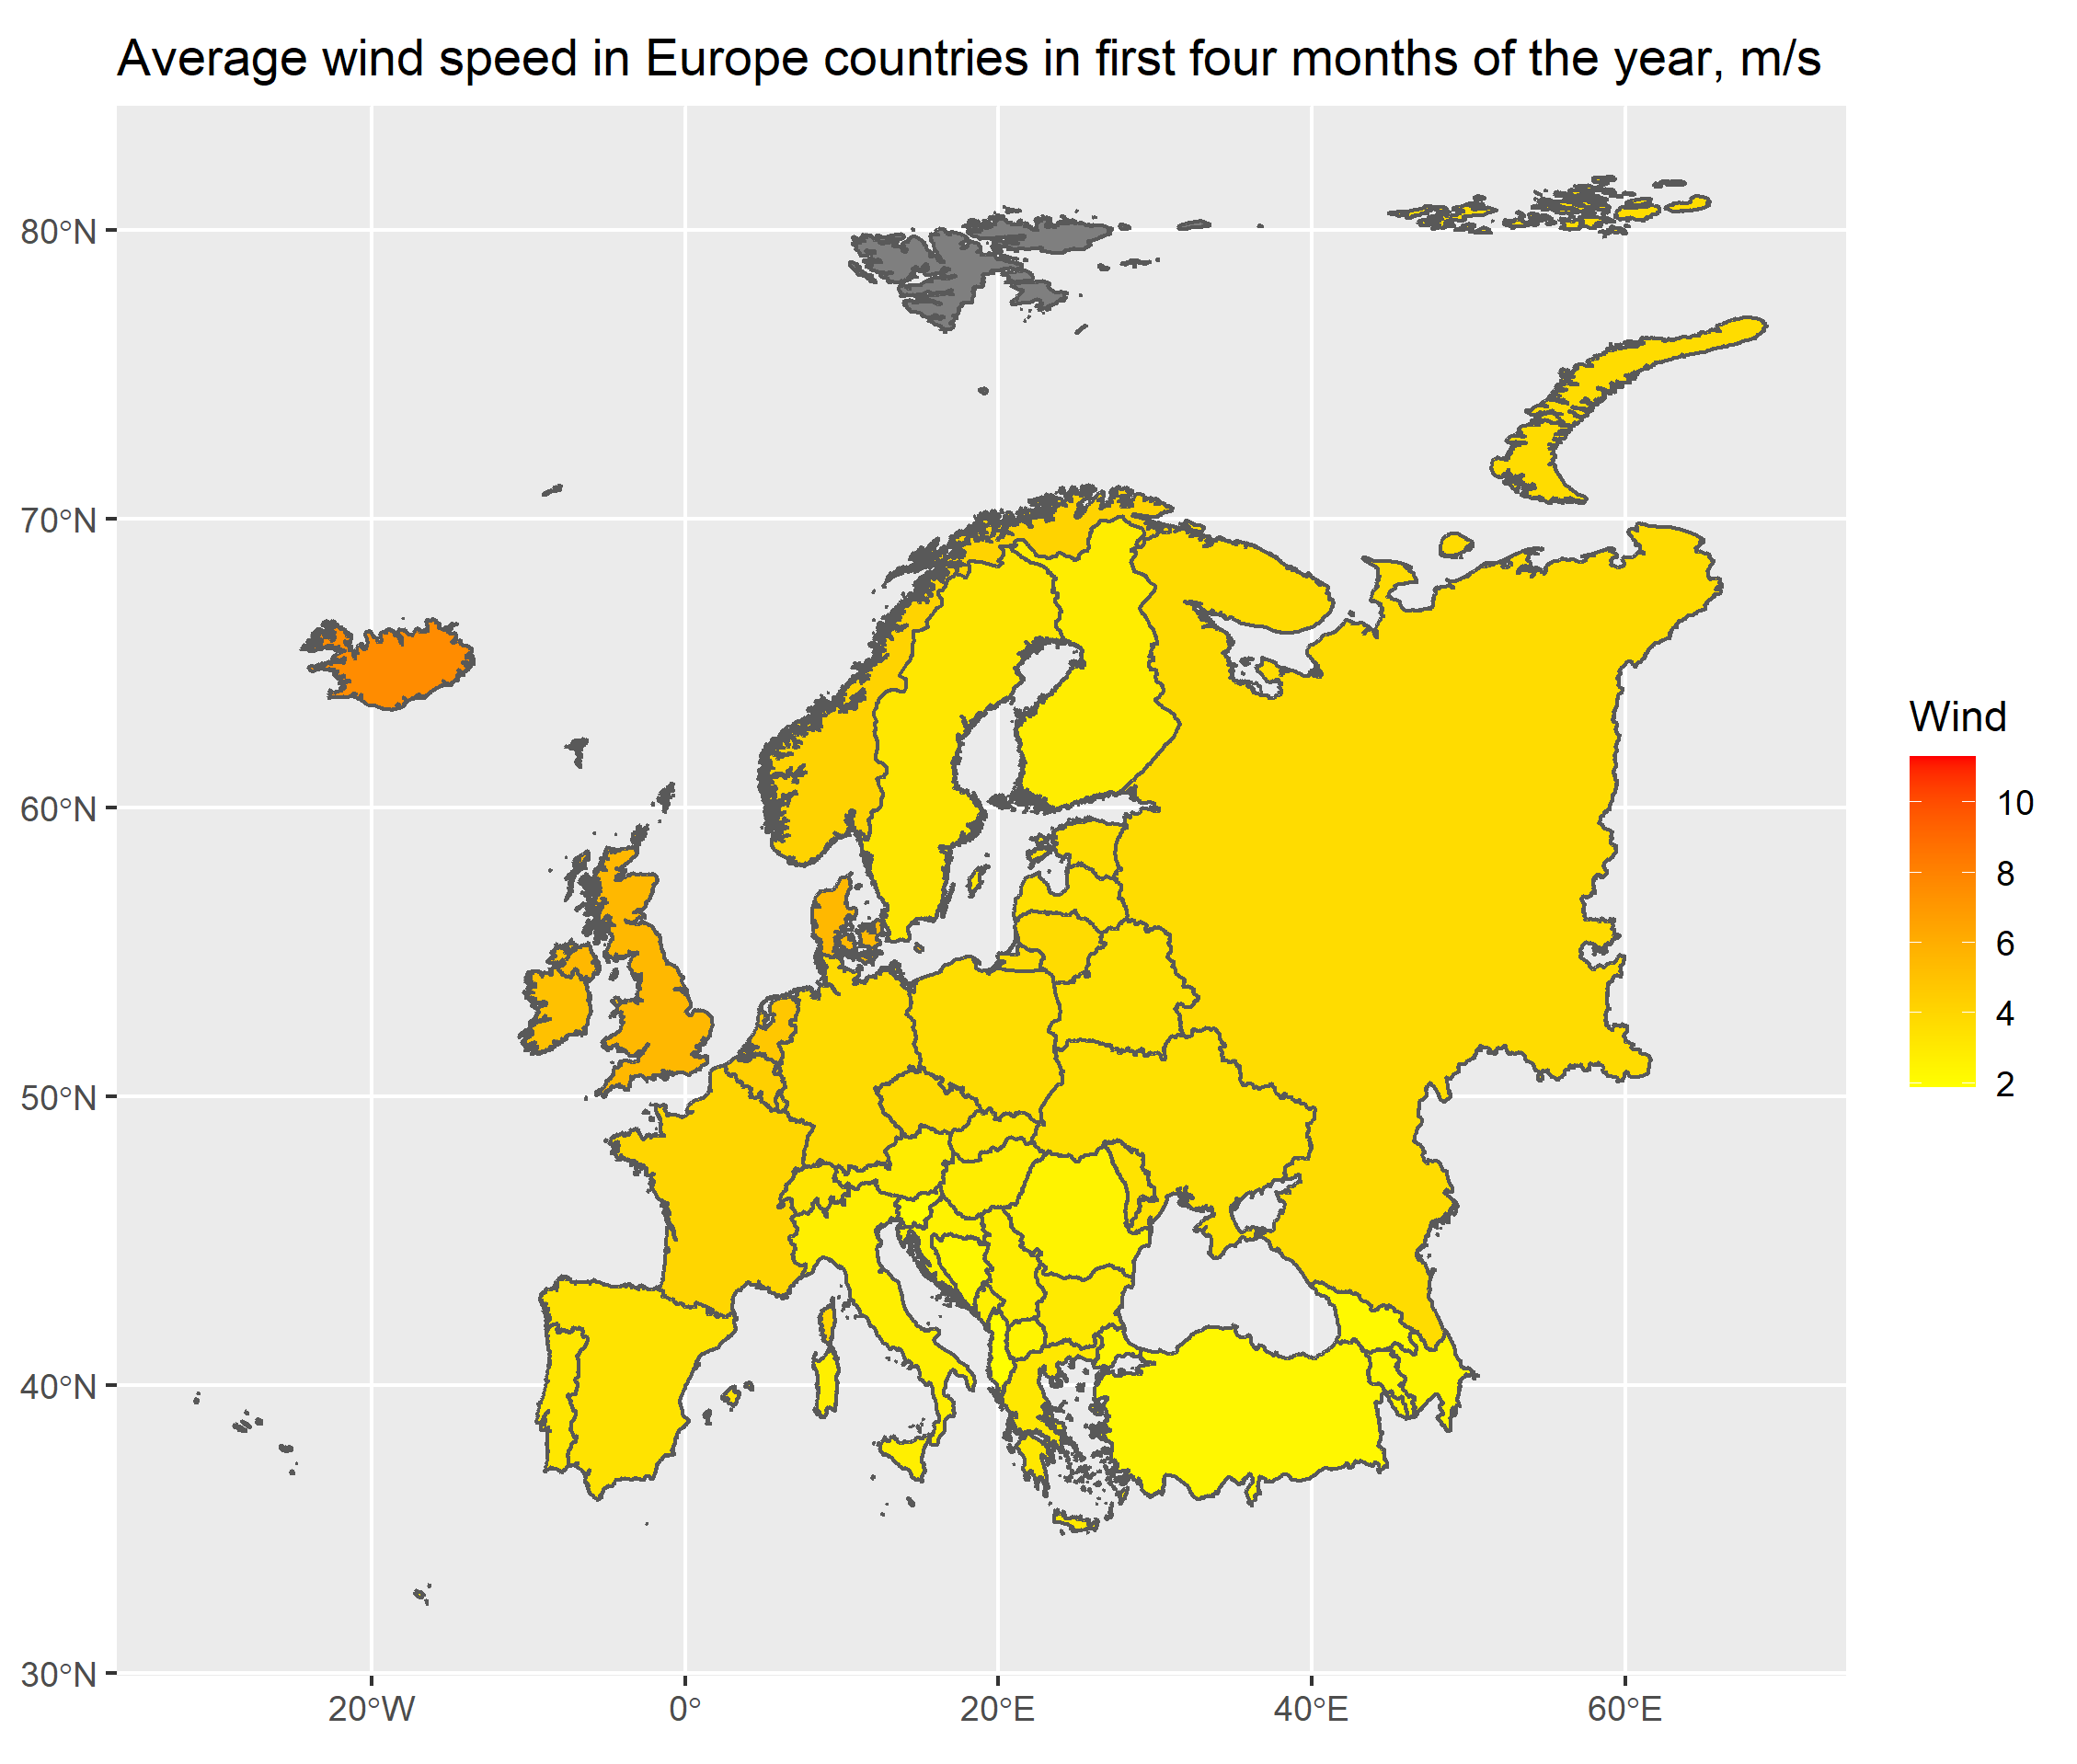 Average wind speed in Europe countries in first four months of the year, m/s
80°N
70°N
60°N
50°N
40°N
30°N
20°W
0°
20°E
40°E
60°E
Wind
10
8
6
4
2